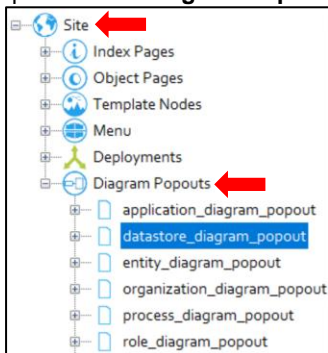 Site
Index Pages
Object Pages
Template Nodes
Menu
Deployments
Diagram Popouts
application_diagram_popout
datastore_diagram_popout
entity_diagram_popout
organization_diagram_popout
process_diagram_popout
role_diagram_popout